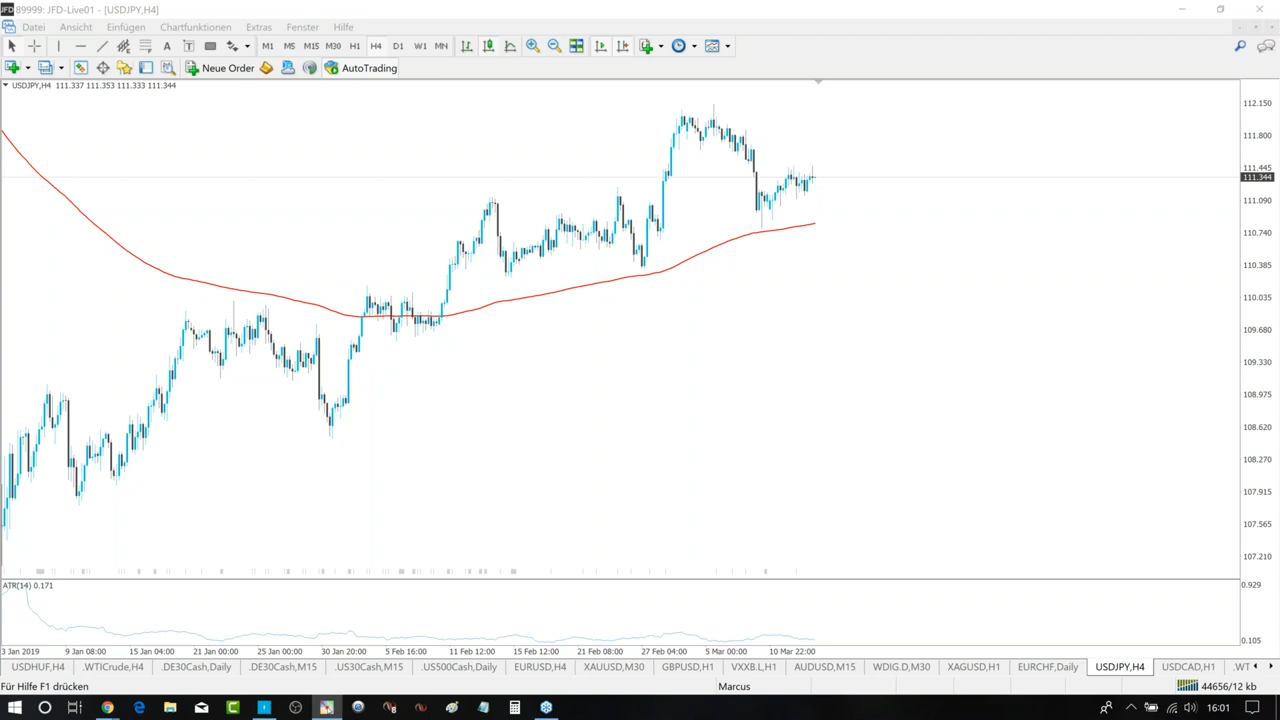 JFD 89999: JFD-Live01 - [USDJPY,H4]
Datei Ansicht Einfügen Chartfunktionen Extras Fenster Hilfe
A T M1 M5 M15 M30 H1 H4 D1 W1 MN
Neue Order AutoTrading
USDJPY,H4 111.337 111.353 111.333 111.344
112.150
111.800
111.445
111.344
111.090
110.740
110.385
110.035
109.680
109.330
108.975
108.620
108.270
107.915
107.565
107.210
ATR(14) 0.171
0.929
0.105
3 Jan 2019 9 Jan 08:00 15 Jan 04:00 21 Jan 00:00 25 Jan 00:00 30 Jan 20:00 5 Feb 16:00 11 Feb 12:00 15 Feb 12:00 21 Feb 08:00 27 Feb 04:00 5 Mar 00:00 10 Mar 22:00
USDHUF,H4 .WTICrude,H4 .DE30Cash,Daily .DE30Cash,M15 .US30Cash,M15 .US500Cash,Daily EURUSD,H4 XAUUSD,M30 GBPUSD,H1 VXXB.L,H1 AUDUSD,M15 WDIG.D,M30 XAGUSD,H1 EURCHF,Daily USDJPY,H4 USDCAD,H1 .WT
Für Hilfe F1 drücken Marcus 44656/12 kb
16:01